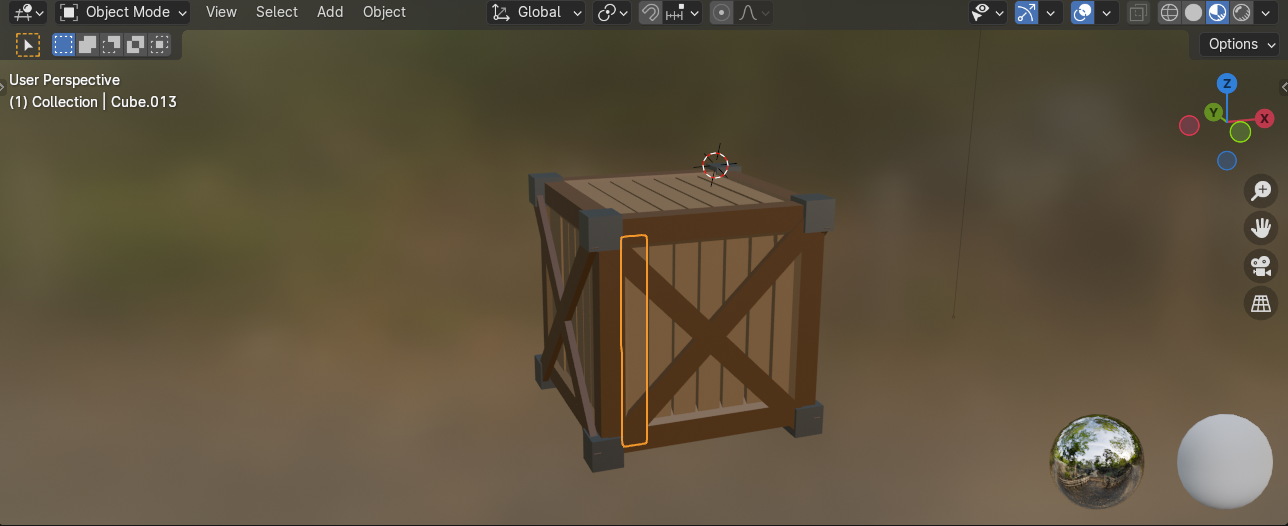 Object Mode View Select Add Object Global
Options
User Perspective
(1) Collection | Cube.013
Z
Y
X